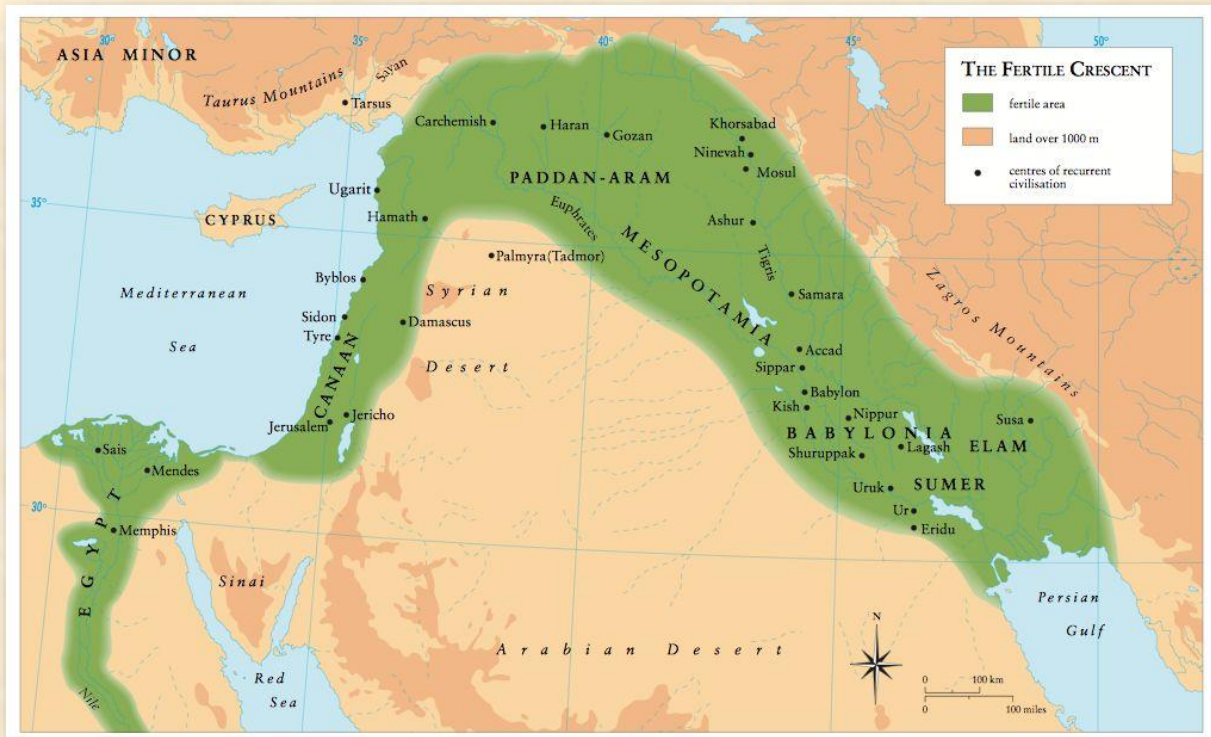 30°
35°
40°
45°
50°
ASIA MINOR
Taurus Mountains
Sayan
Tarsus
THE FERTILE CRESCENT
fertile area
land over 1000 m
centres of recurrent
civilisation
Carchemish
Haran
Gozan
Khorsabad
Ninevah
Mosul
PADDAN-ARAM
Ugarit
35°
CYPRUS
Hamath
Euphrates
Ashur
MESOPOTAMIA
Tigris
Palmyra (Tadmor)
Byblos
Mediterranean
Sea
Syrian
Desert
Samara
Zagros Mountains
Sidon
Tyre
Damascus
CANAAN
Accad
Sippar
Babylon
Kish
Nippur
Susa
Jericho
Jerusalem
BABYLONIA
ELAM
Shuruppak
Lagash
Sais
Mendes
Uruk
SUMER
30°
Memphis
Ur
Eridu
EGYPT
Sinai
Persian
Gulf
Arabian Desert
N
Red
Sea
Nile
0
100 km
0
100 miles